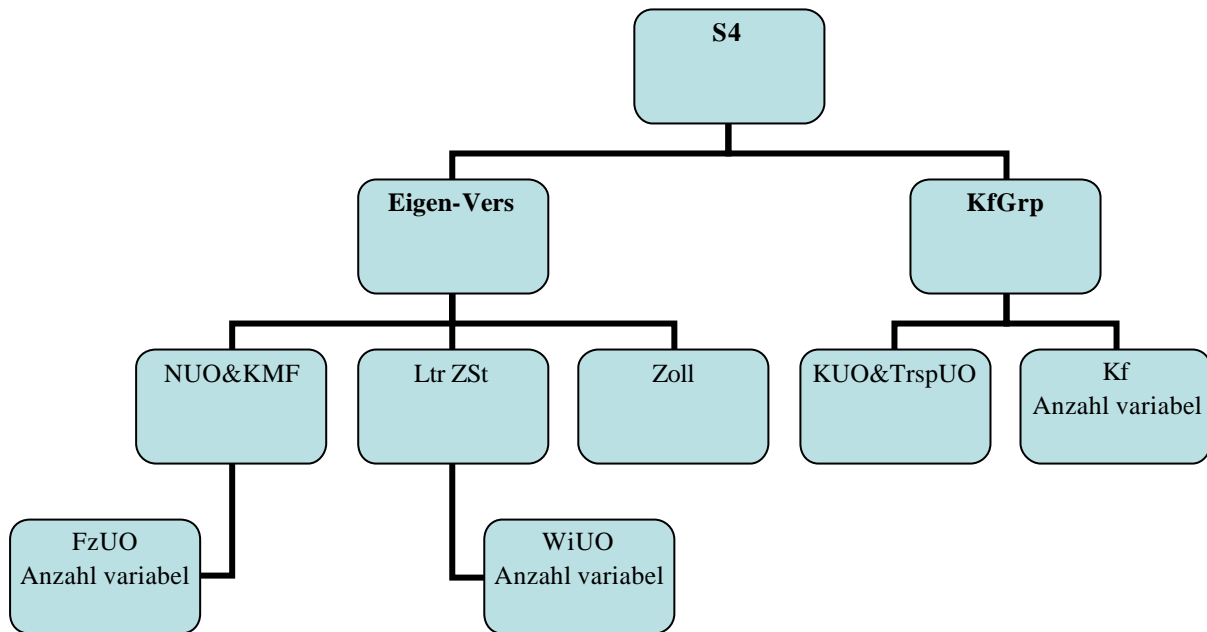 S4
Eigen-Vers
KfGrp
NUO&KMF
Ltr ZSt
Zoll
KUO&TrspUO
Kf
Anzahl variabel
FzUO
Anzahl variabel
WiUO
Anzahl variabel